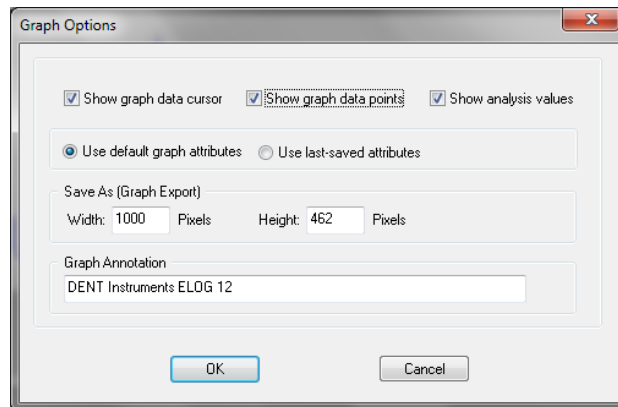 Graph Options
Show graph data cursor Show graph data points Show analysis values
Use default graph attributes Use last-saved attributes
Save As (Graph Export)
Width: 1000 Pixels Height: 462 Pixels
Graph Annotation
DENT Instruments ELOG 12
OK Cancel